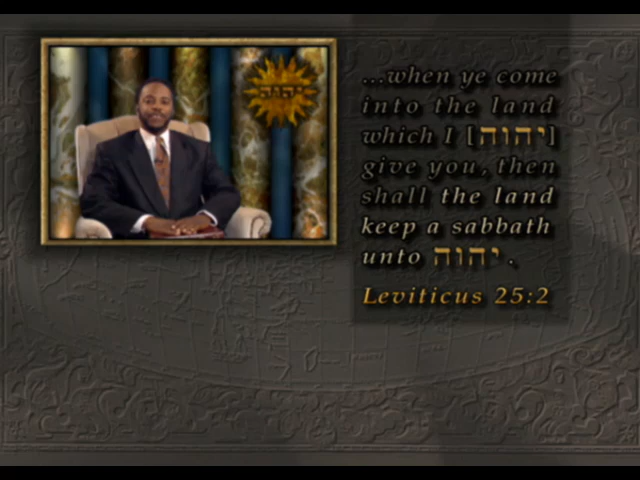 יהוה
...when ye come
into the land
which I [יהוה]
give you, then
shall the land
keep a sabbath
unto יהוה.
Leviticus 25:2